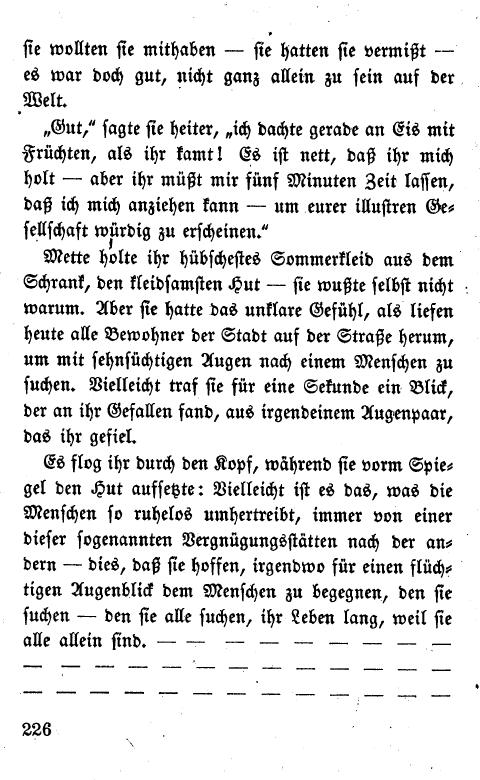 sie wollten sie mithaben — sie hatten sie vermißt —
es war doch gut, nicht ganz allein zu sein auf der
Welt.
„Gut,“ sagte sie heiter, „ich dachte gerade an Eis mit
Früchten, als ihr kamt! Es ist nett, daß ihr mich
holt — aber ihr müßt mir fünf Minuten Zeit lassen,
daß ich mich anziehen kann — um eurer illustren Ge-
sellschaft würdig zu erscheinen.“
Mette holte ihr hübschestes Sommerkleid aus dem
Schrank, den kleidsamsten Hut — sie wußte selbst nicht
warum. Aber sie hatte das unklare Gefühl, als liefen
heute alle Bewohner der Stadt auf der Straße herum,
um mit sehnsüchtigen Augen nach einem Menschen zu
suchen. Vielleicht traf sie für eine Sekunde ein Blick,
der an ihr Gefallen fand, aus irgendeinem Augenpaar,
das ihr gefiel.
Es flog ihr durch den Kopf, während sie vorm Spie-
gel den Hut aufsetzte: Vielleicht ist es das, was die
Menschen so ruhelos umhertreibt, immer von einer
dieser sogenannten Vergnügungsstätten nach der an-
dern — dies, daß sie hoffen, irgendwo für einen flüch-
tigen Augenblick dem Menschen zu begegnen, den sie
suchen — den sie alle suchen, ihr Leben lang, weil sie
alle allein sind. — — — — — — — — —
— — — — — — — — — — — — —
— — — — — — — — — — — — —
226